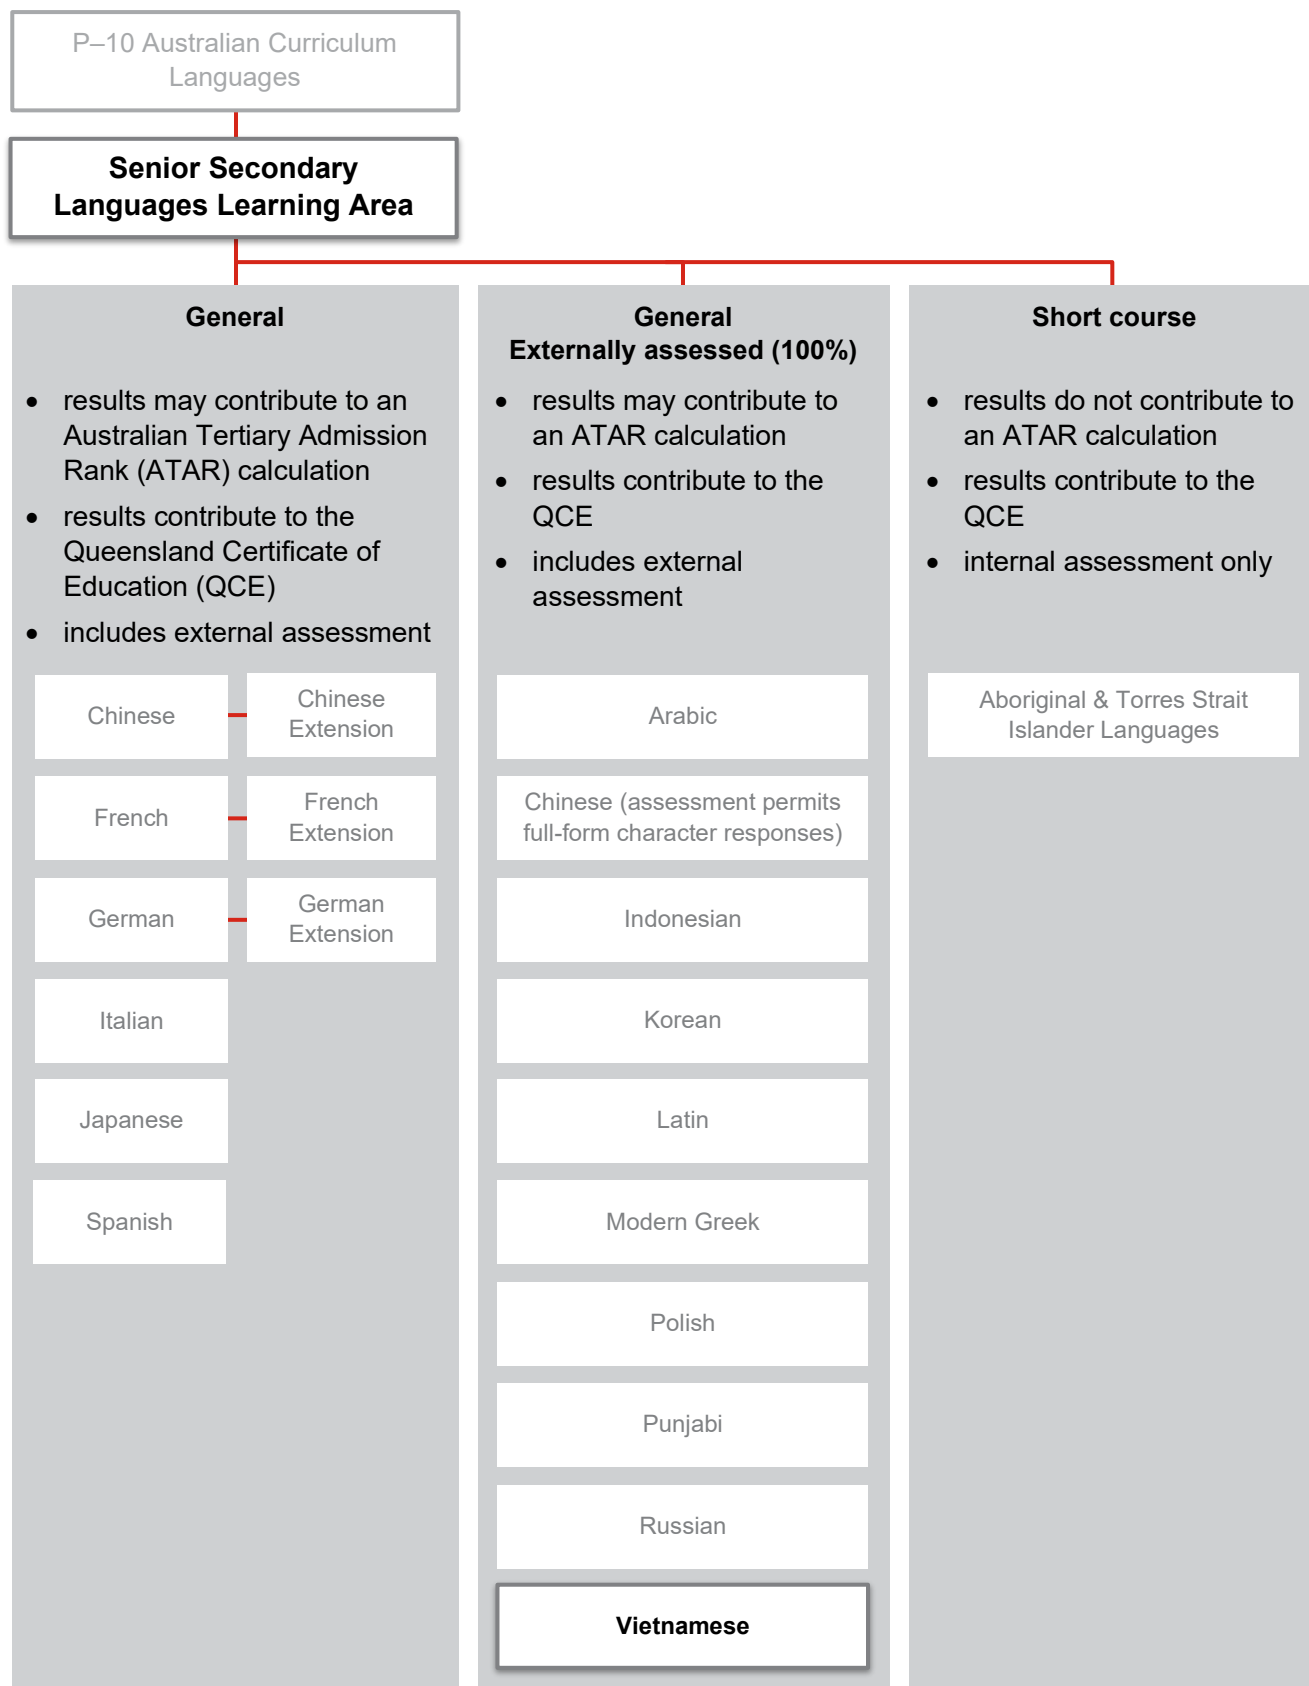 P–10 Australian Curriculum
Languages
Senior Secondary
Languages Learning Area
General
• results may contribute to an
Australian Tertiary Admission
Rank (ATAR) calculation
• results contribute to the
Queensland Certificate of
Education (QCE)
• includes external assessment
Chinese
Chinese
Extension
French
French
Extension
German
German
Extension
Italian
Japanese
Spanish
General
Externally assessed (100%)
• results may contribute to
an ATAR calculation
• results contribute to the
QCE
• includes external
assessment
Arabic
Chinese (assessment permits
full-form character responses)
Indonesian
Korean
Latin
Modern Greek
Polish
Punjabi
Russian
Vietnamese
Short course
• results do not contribute to
an ATAR calculation
• results contribute to the
QCE
• internal assessment only
Aboriginal & Torres Strait
Islander Languages